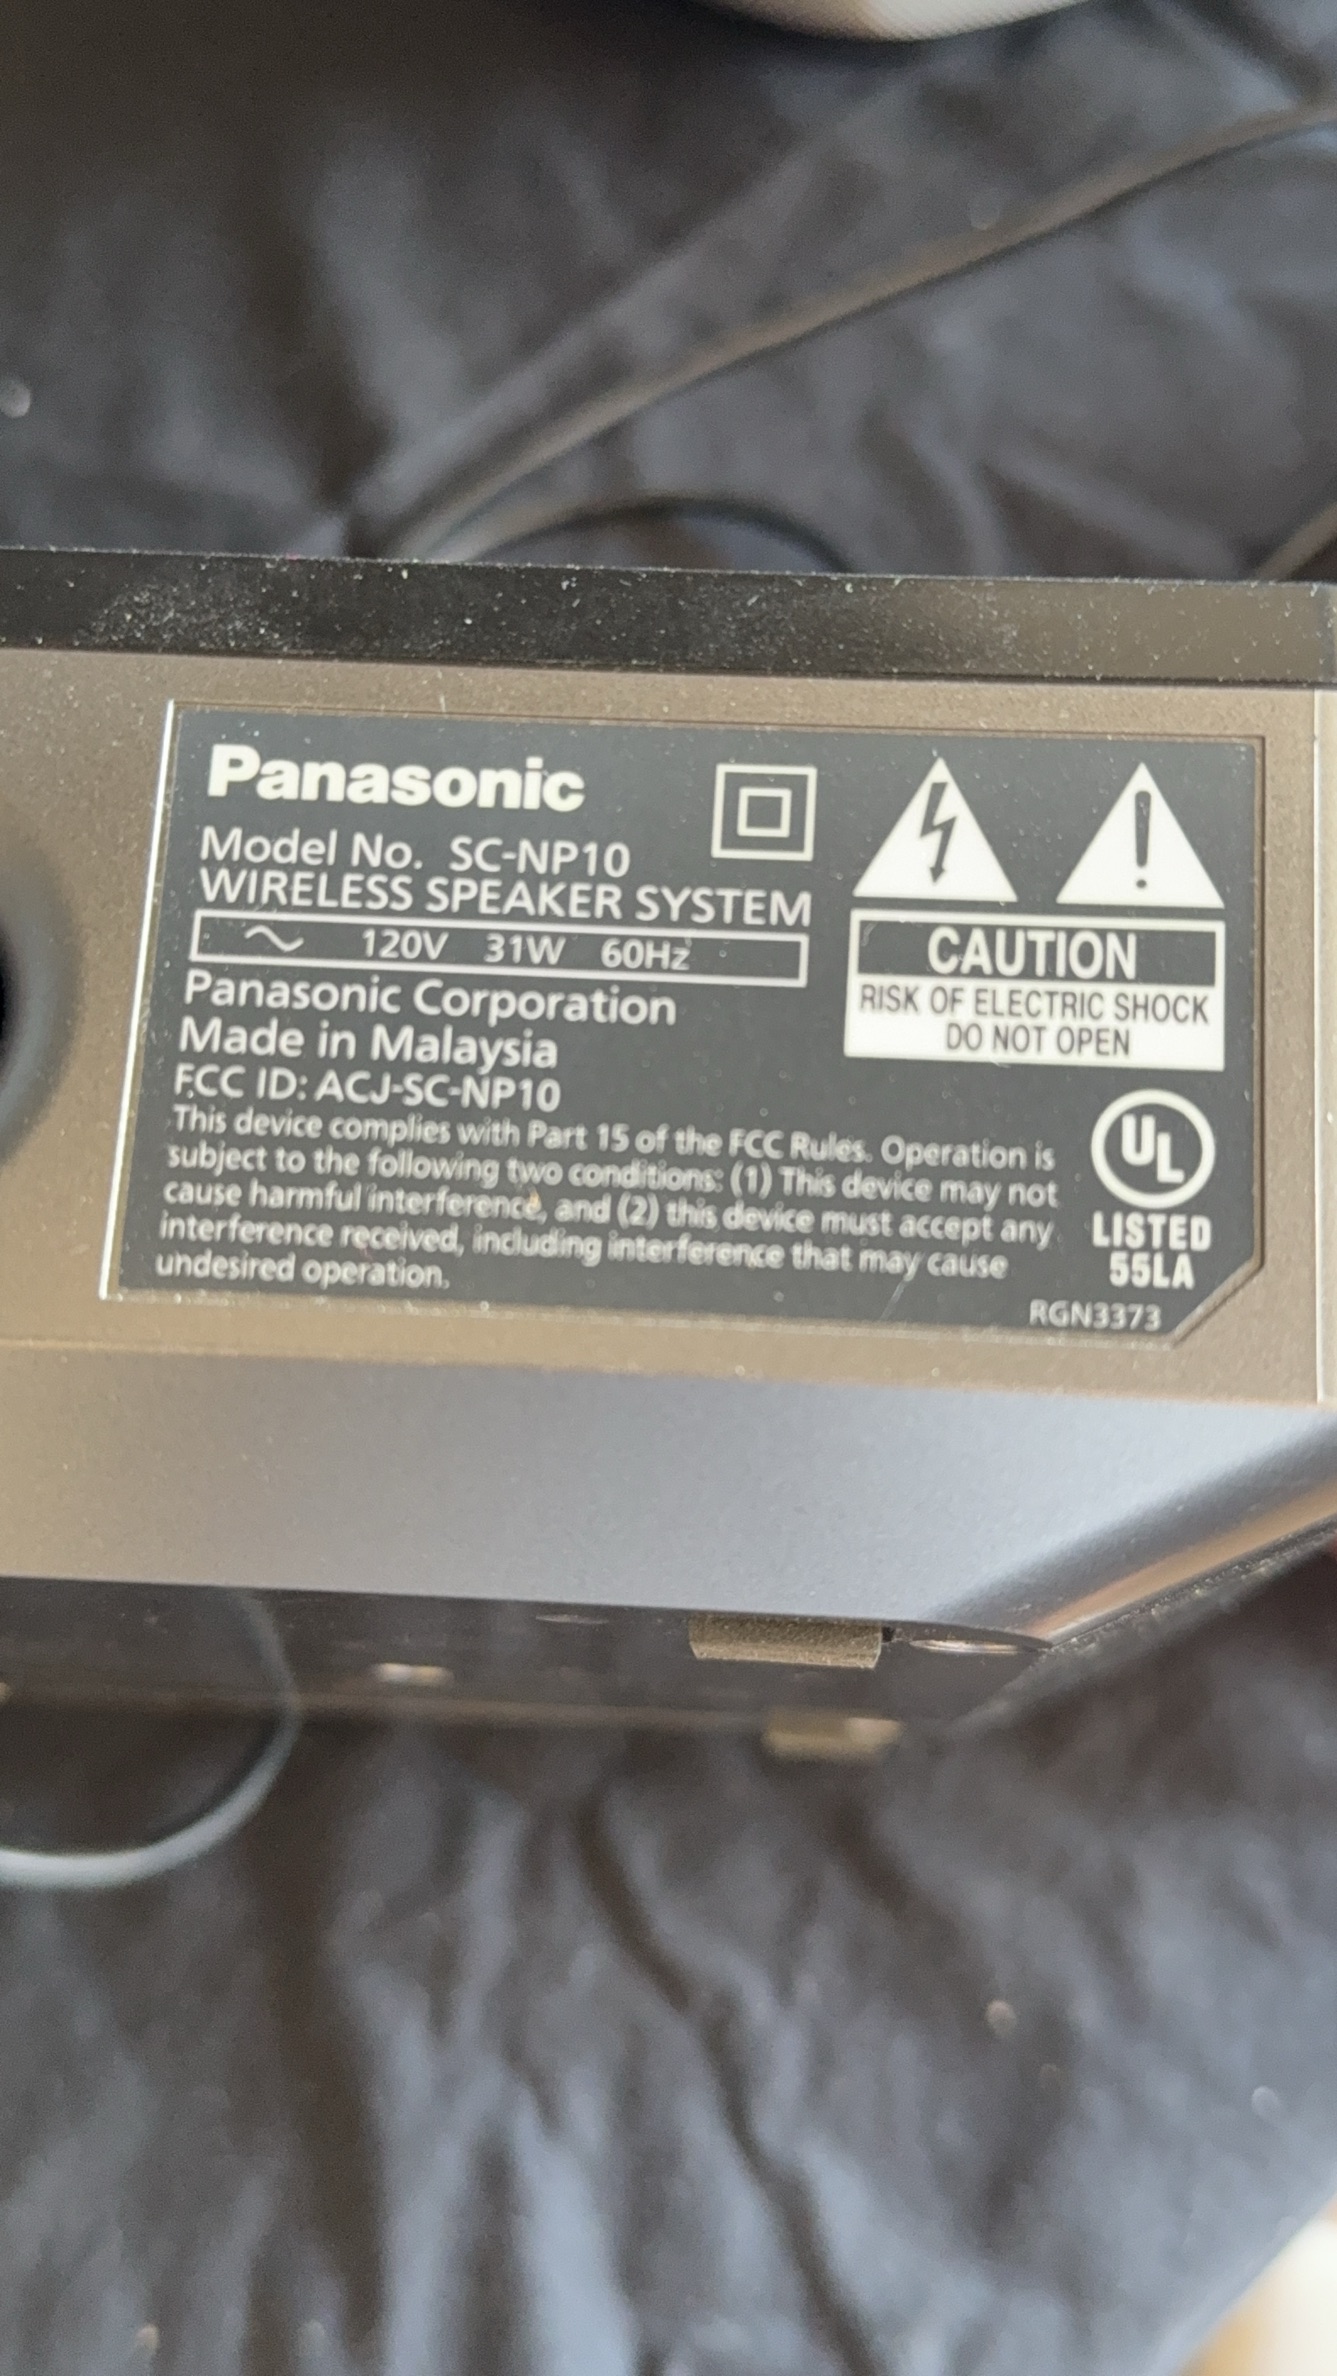 Panasonic
Model No. SC-NP10
WIRELESS SPEAKER SYSTEM
~ 120V 31W 60Hz
Panasonic Corporation
Made in Malaysia
FCC ID: ACJ-SC-NP10
This device complies with Part 15 of the FCC Rules. Operation is
subject to the following two conditions: (1) This device may not
cause harmful interference, and (2) this device must accept any
interference received, including interference that may cause
undesired operation.
CAUTION
RISK OF ELECTRIC SHOCK
DO NOT OPEN
UL
LISTED
55LA
RGN3373